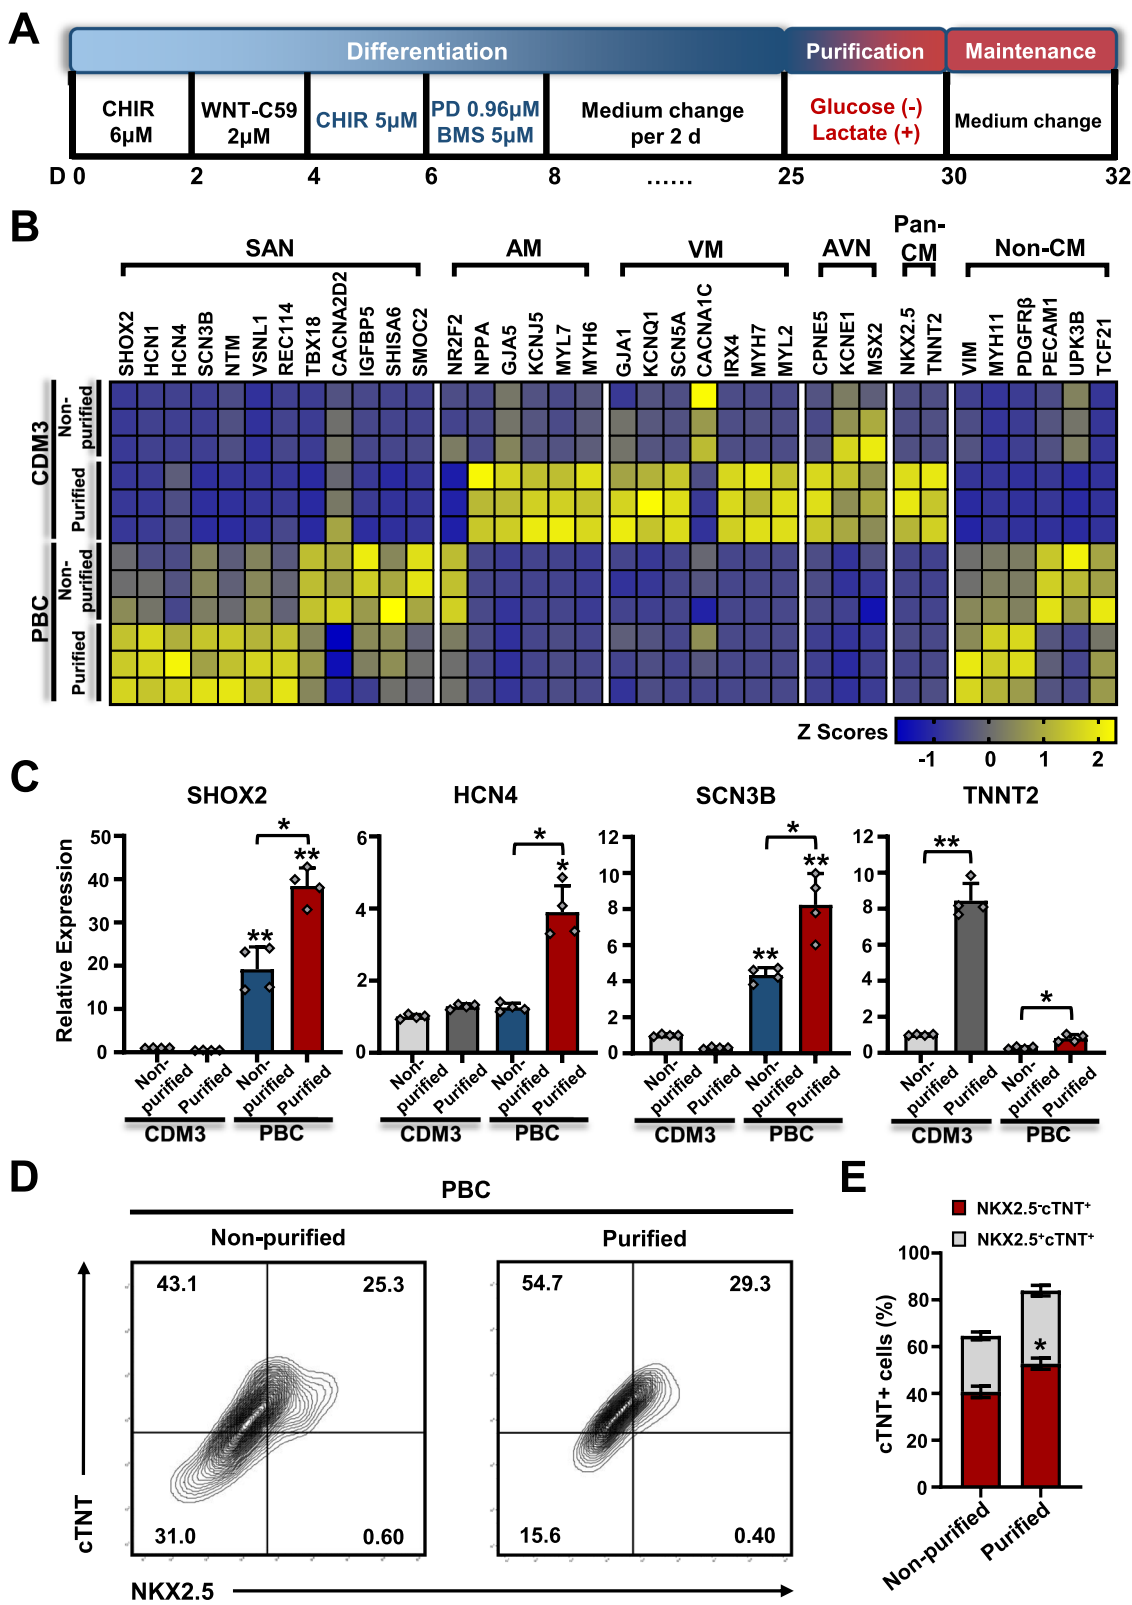 A
Differentiation
Purification
Maintenance
CHIR
6µM
WNT-C59
2µM
CHIR 5µM
PD 0.96µM
BMS 5µM
Medium change
per 2 d
Glucose (-)
Lactate (+)
Medium change
D 0 2 4 6 8 ...... 25 30 32
B
SAN AM VM AVN Pan-
CM Non-CM
SHOX2
HCN1
HCN4
SCN3B
NTM
VSNL1
REC114
TBX18
CACNA2D2
IGFBP5
SHISA6
SMOC2
NR2F2
NPPA
GJA5
KCNJ5
MYL7
MYH6
GJA1
KCNQ1
SCN5A
CACNA1C
IRX4
MYH7
MYL2
CPNE5
KCNE1
MSX2
NKX2.5
TNNT2
VIM
MYH11
PDGFRβ
PECAM1
UPK3B
TCF21
CDM3
Non-
purified
Purified
PBC
Non-
purified
Purified
Z Scores
-1 0 1 2
C
Relative Expression
SHOX2
50
40
30
20
10
0
** ** *
Non-
purified
Purified
Non-
purified
Purified
CDM3 PBC
HCN4
6
4
2
0
* *
Non-
purified
Purified
Non-
purified
Purified
CDM3 PBC
SCN3B
12
10
8
6
4
2
0
** ** *
Non-
purified
Purified
Non-
purified
Purified
CDM3 PBC
TNNT2
12
10
8
6
4
2
0
** *
Non-
purified
Purified
Non-
purified
Purified
CDM3 PBC
D
PBC
Non-purified Purified
43.1 25.3
31.0 0.60
54.7 29.3
15.6 0.40
cTNT
NKX2.5
E
NKX2.5-cTNT+
NKX2.5+cTNT+
cTNT+ cells (%)
100
80
60
40
20
0
*
Non-purified
Purified